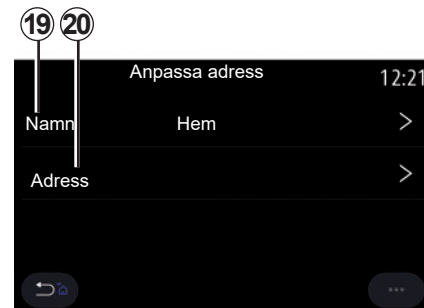 19 20
Anpassa adress 12:21
Namn Hem >
Adress >
...